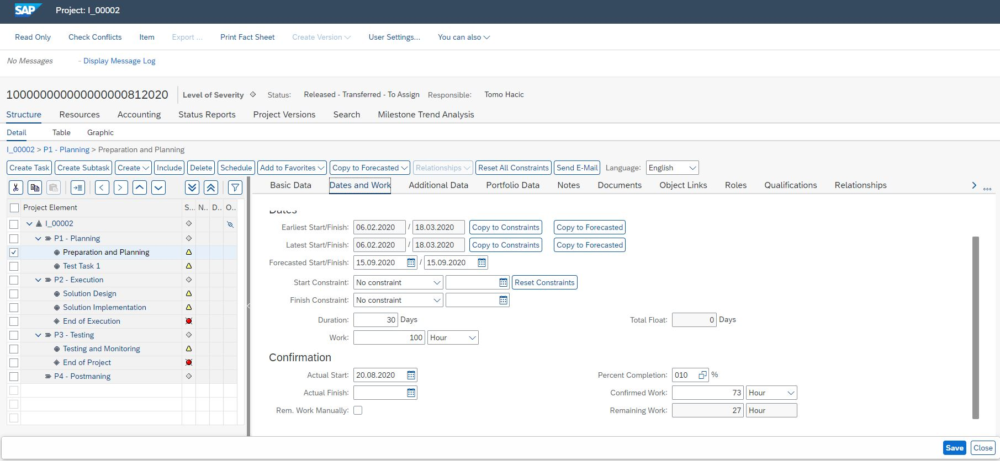 SAP Project: I_00002
Read Only Check Conflicts Item Export ... Print Fact Sheet Create Version User Settings... You can also
No Messages - Display Message Log
100000000000000000812020 Level of Severity Status: Released - Transferred - To Assign Responsible: Tomo Hacic
Structure Resources Accounting Status Reports Project Versions Search Milestone Trend Analysis
Detail Table Graphic
I_00002 > P1 - Planning > Preparation and Planning
Create Task Create Subtask Create Include Delete Schedule Add to Favorites Copy to Forecasted Relationships Reset All Constraints Send E-Mail Language: English
Basic Data Dates and Work Additional Data Portfolio Data Notes Documents Object Links Roles Qualifications Relationships
Project Element S... N.. D.. O..
I_00002
P1 - Planning
Preparation and Planning
Test Task 1
P2 - Execution
Solution Design
Solution Implementation
End of Execution
P3 - Testing
Testing and Monitoring
End of Project
P4 - Postmaning
Dates
Earliest Start/Finish: 06.02.2020 / 18.03.2020 Copy to Constraints Copy to Forecasted
Latest Start/Finish: 06.02.2020 / 18.03.2020 Copy to Constraints Copy to Forecasted
Forecasted Start/Finish: 15.09.2020 / 15.09.2020
Start Constraint: No constraint Reset Constraints
Finish Constraint: No constraint
Duration: 30 Days Total Float: 0 Days
Work: 100 Hour
Confirmation
Actual Start: 20.08.2020 Percent Completion: 010 %
Actual Finish: Confirmed Work: 73 Hour
Rem. Work Manually: Remaining Work: 27 Hour
Save Close